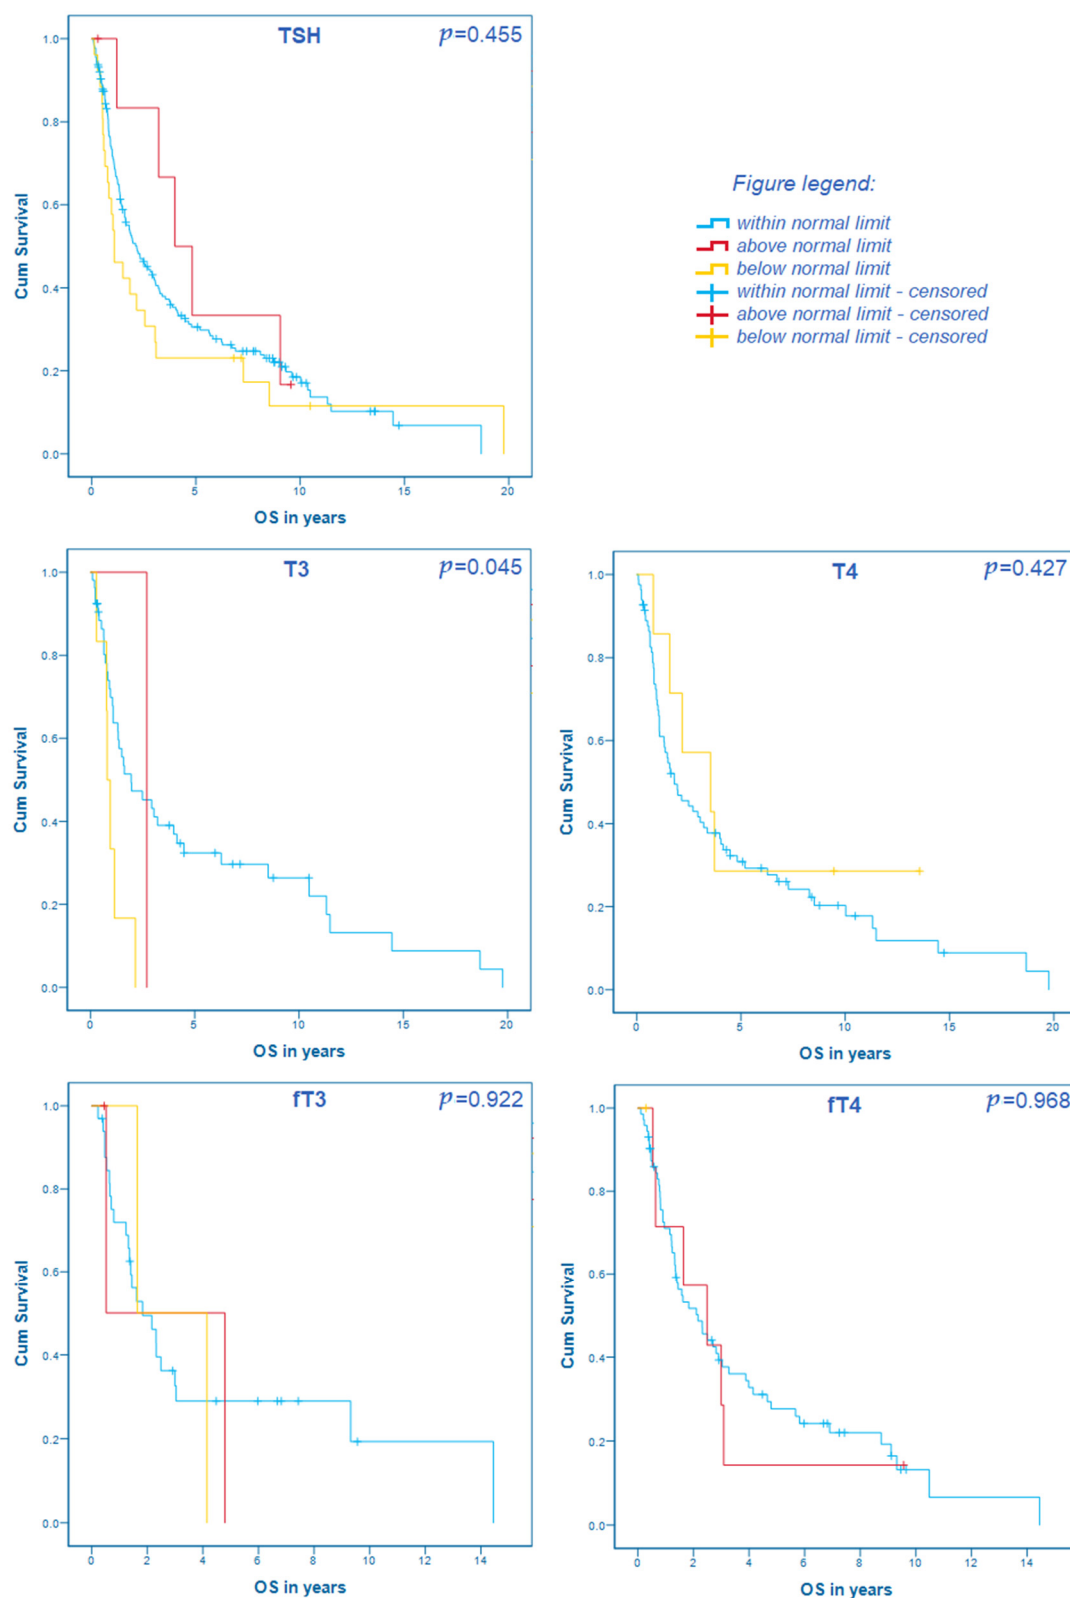 TSH
p=0.455
1.0
0.8
0.6
0.4
0.2
0.0
Cum Survival
0 5 10 15 20
OS in years
Figure legend:
within normal limit
above normal limit
below normal limit
within normal limit - censored
above normal limit - censored
below normal limit - censored
T3
p=0.045
1.0
0.8
0.6
0.4
0.2
0.0
Cum Survival
0 5 10 15 20
OS in years
T4
p=0.427
1.0
0.8
0.6
0.4
0.2
0.0
Cum Survival
0 5 10 15 20
OS in years
fT3
p=0.922
1.0
0.8
0.6
0.4
0.2
0.0
Cum Survival
0 2 4 6 8 10 12 14
OS in years
fT4
p=0.968
1.0
0.8
0.6
0.4
0.2
0.0
Cum Survival
0 2 4 6 8 10 12 14
OS in years